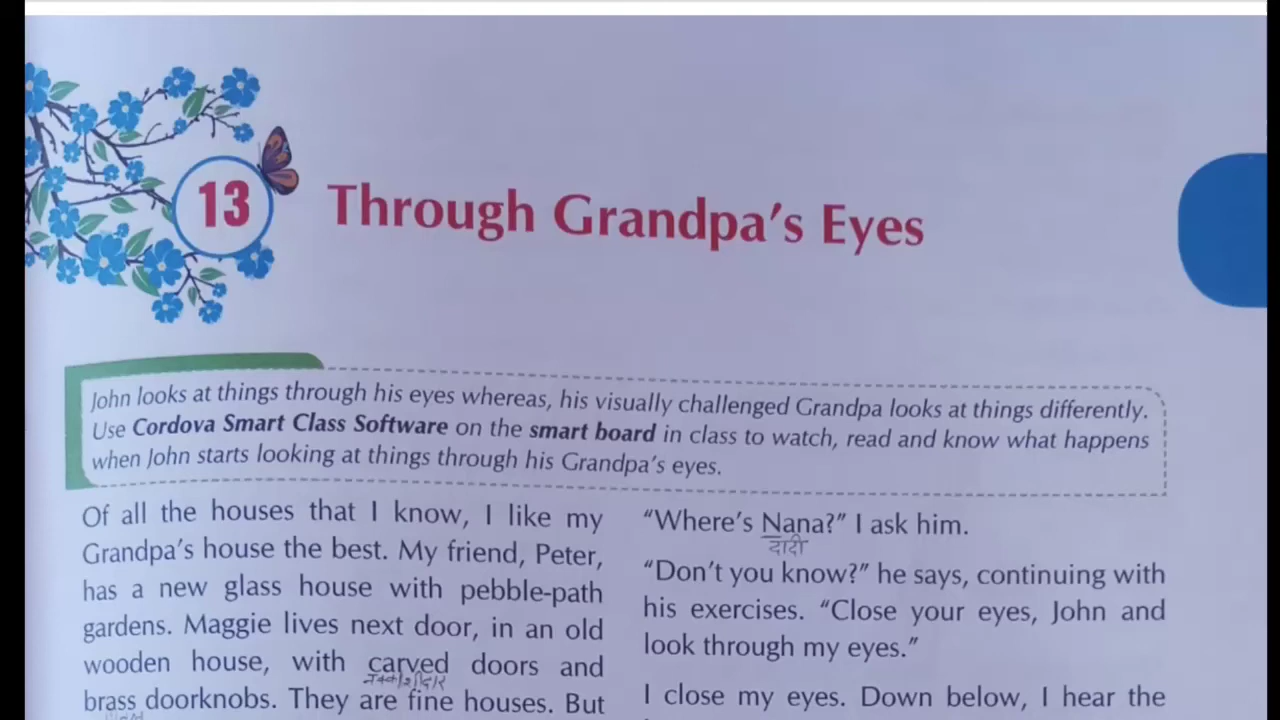 13
Through Grandpa's Eyes
John looks at things through his eyes whereas, his visually challenged Grandpa looks at things differently.
Use Cordova Smart Class Software on the smart board in class to watch, read and know what happens
when John starts looking at things through his Grandpa's eyes.
Of all the houses that I know, I like my
Grandpa's house the best. My friend, Peter,
has a new glass house with pebble-path
gardens. Maggie lives next door, in an old
wooden house, with carved doors and
नक्काशीदार
brass doorknobs. They are fine houses. But
"Where's Nana?" I ask him.
दादी
"Don't you know?" he says, continuing with
his exercises. "Close your eyes, John and
look through my eyes."
I close my eyes. Down below, I hear the